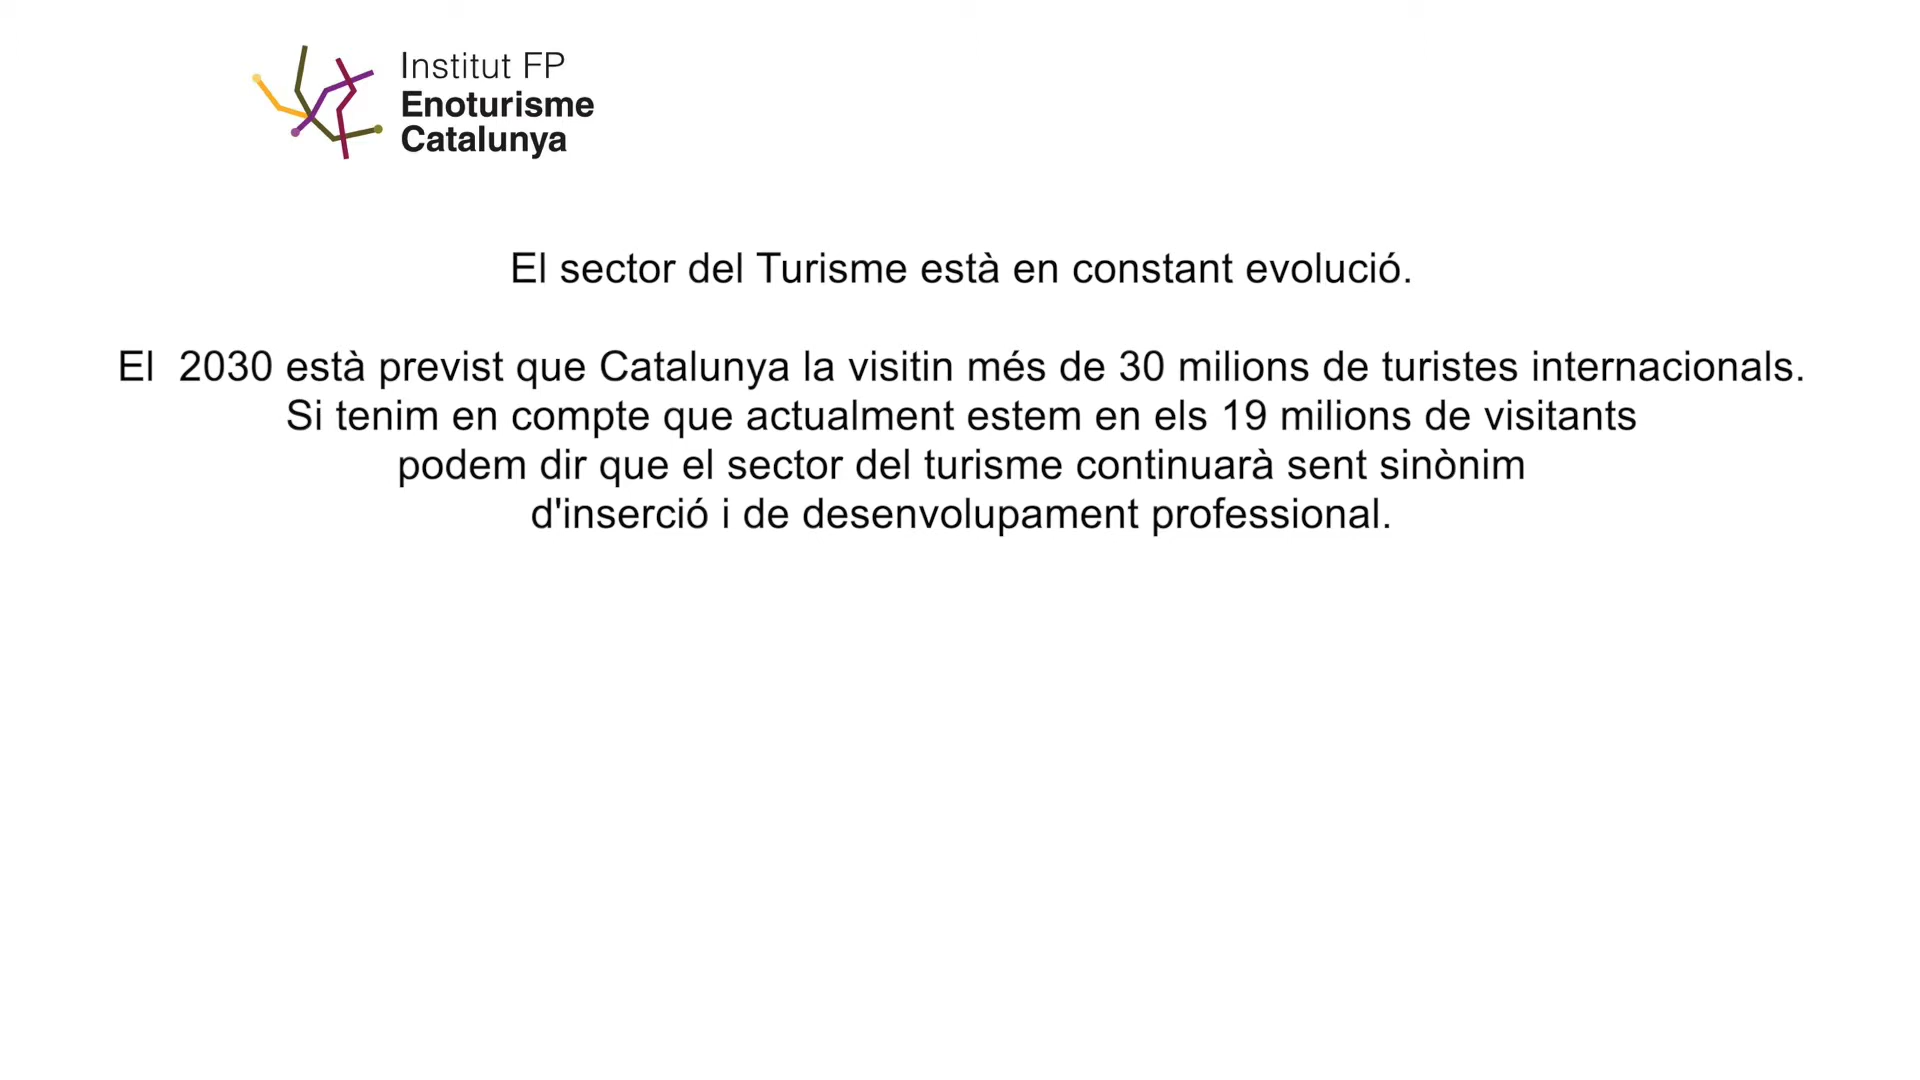 Institut FP
Enoturisme
Catalunya
El sector del Turisme està en constant evolució.
El  2030 està previst que Catalunya la visitin més de 30 milions de turistes internacionals.
Si tenim en compte que actualment estem en els 19 milions de visitants
podem dir que el sector del turisme continuarà sent sinònim
d'inserció i de desenvolupament professional.